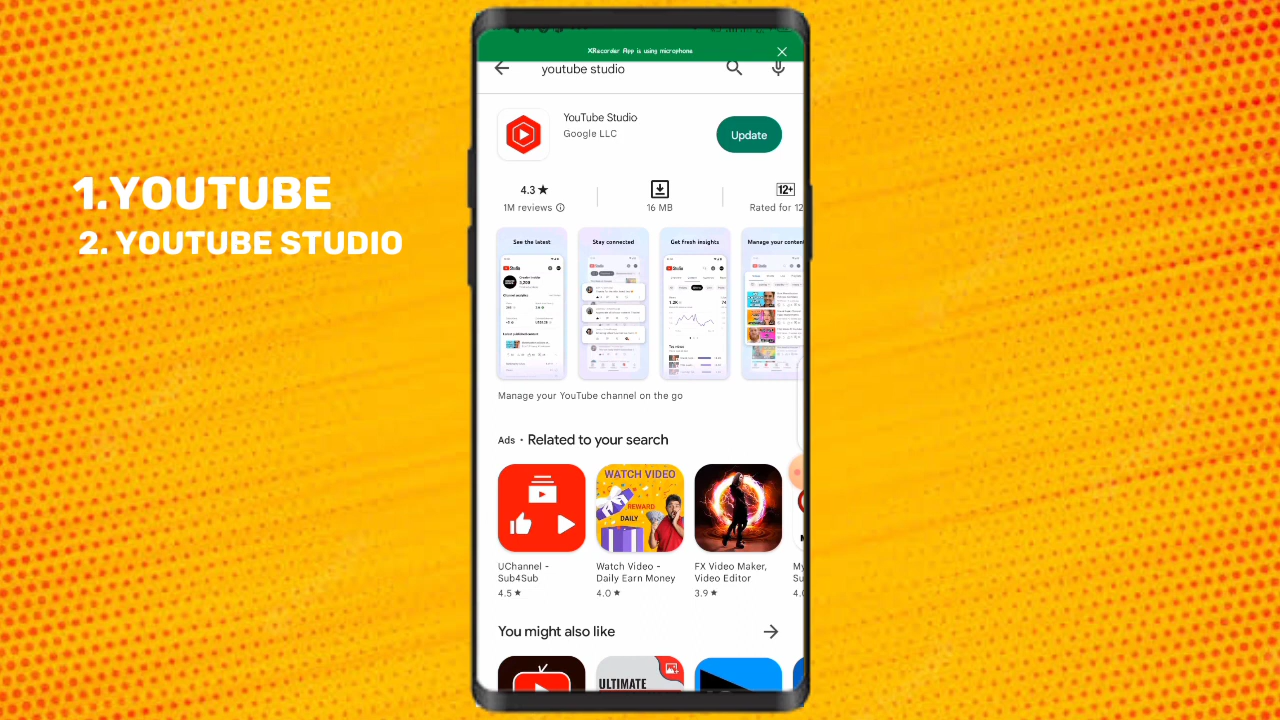 XRecorder App is using microphone
youtube studio
1.YOUTUBE
2. YOUTUBE STUDIO
YouTube Studio
Google LLC
Update
4.3 ★
1M reviews
16 MB
12+
Rated for 12
See the latest
Stay connected
Get fresh insights
Manage your content
Manage your YouTube channel on the go
Ads • Related to your search
WATCH VIDEO
REWARD
DAILY
UChannel -
Sub4Sub
4.5 ★
Watch Video -
Daily Earn Money
4.0 ★
FX Video Maker,
Video Editor
3.9 ★
My
Su
4.0
You might also like
ULTIMATE